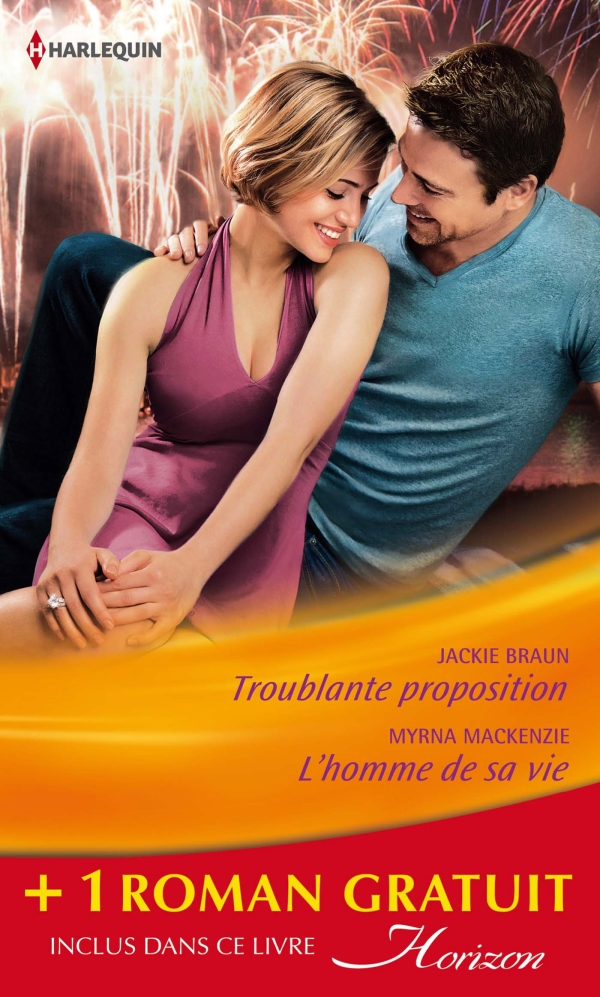 HARLEQUIN
JACKIE BRAUN
Troublante proposition
MYRNA MACKENZIE
L'homme de sa vie
+ 1 ROMAN GRATUIT
INCLUS DANS CE LIVRE Horizon